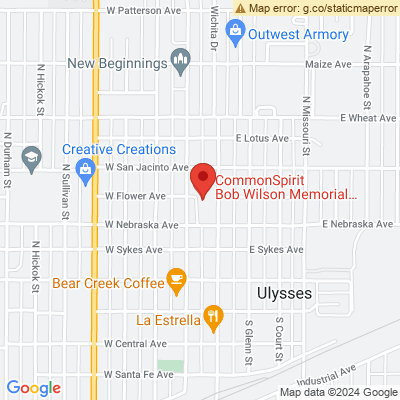 Map error: g.co/staticmaperror
W Patterson Ave
Wichita Dr
Outwest Armory
New Beginnings
Maize Ave
N Hickok St
N Arapahoe St
N Missouri St
E Wheat Ave
E Lotus Ave
N Durham St
Creative Creations
W San Jacinto Ave
N Sullivan St
CommonSpirit
Bob Wilson Memorial...
W Flower Ave
W Nebraska Ave
E Nebraska Ave
N Hickok St
W Sykes Ave
E Sykes Ave
Bear Creek Coffee
Ulysses
La Estrella
S Glenn St
S Court St
W Central Ave
W Santa Fe Ave
Industrial Ave
Google
Map data ©2024 Google